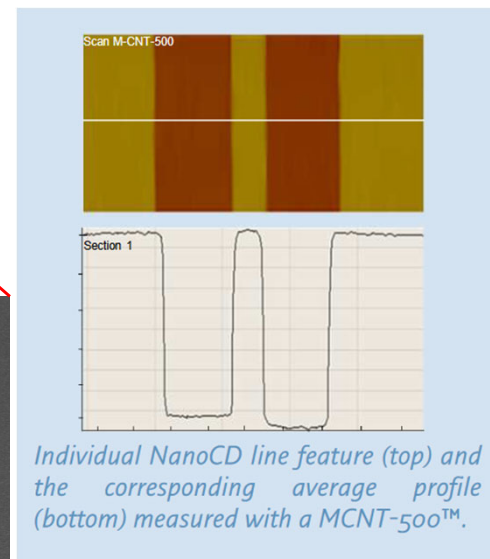 Scan M-CNT-500
Section 1
Individual NanoCD line feature (top) and
the corresponding average profile
(bottom) measured with a MCNT-500™.